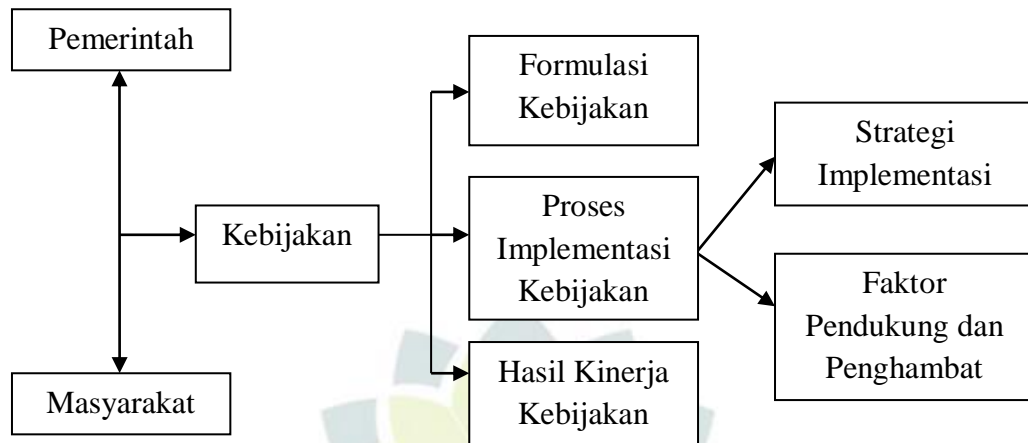 Pemerintah
Masyarakat
Kebijakan
Formulasi
Kebijakan
Proses
Implementasi
Kebijakan
Hasil Kinerja
Kebijakan
Strategi
Implementasi
Faktor
Pendukung dan
Penghambat